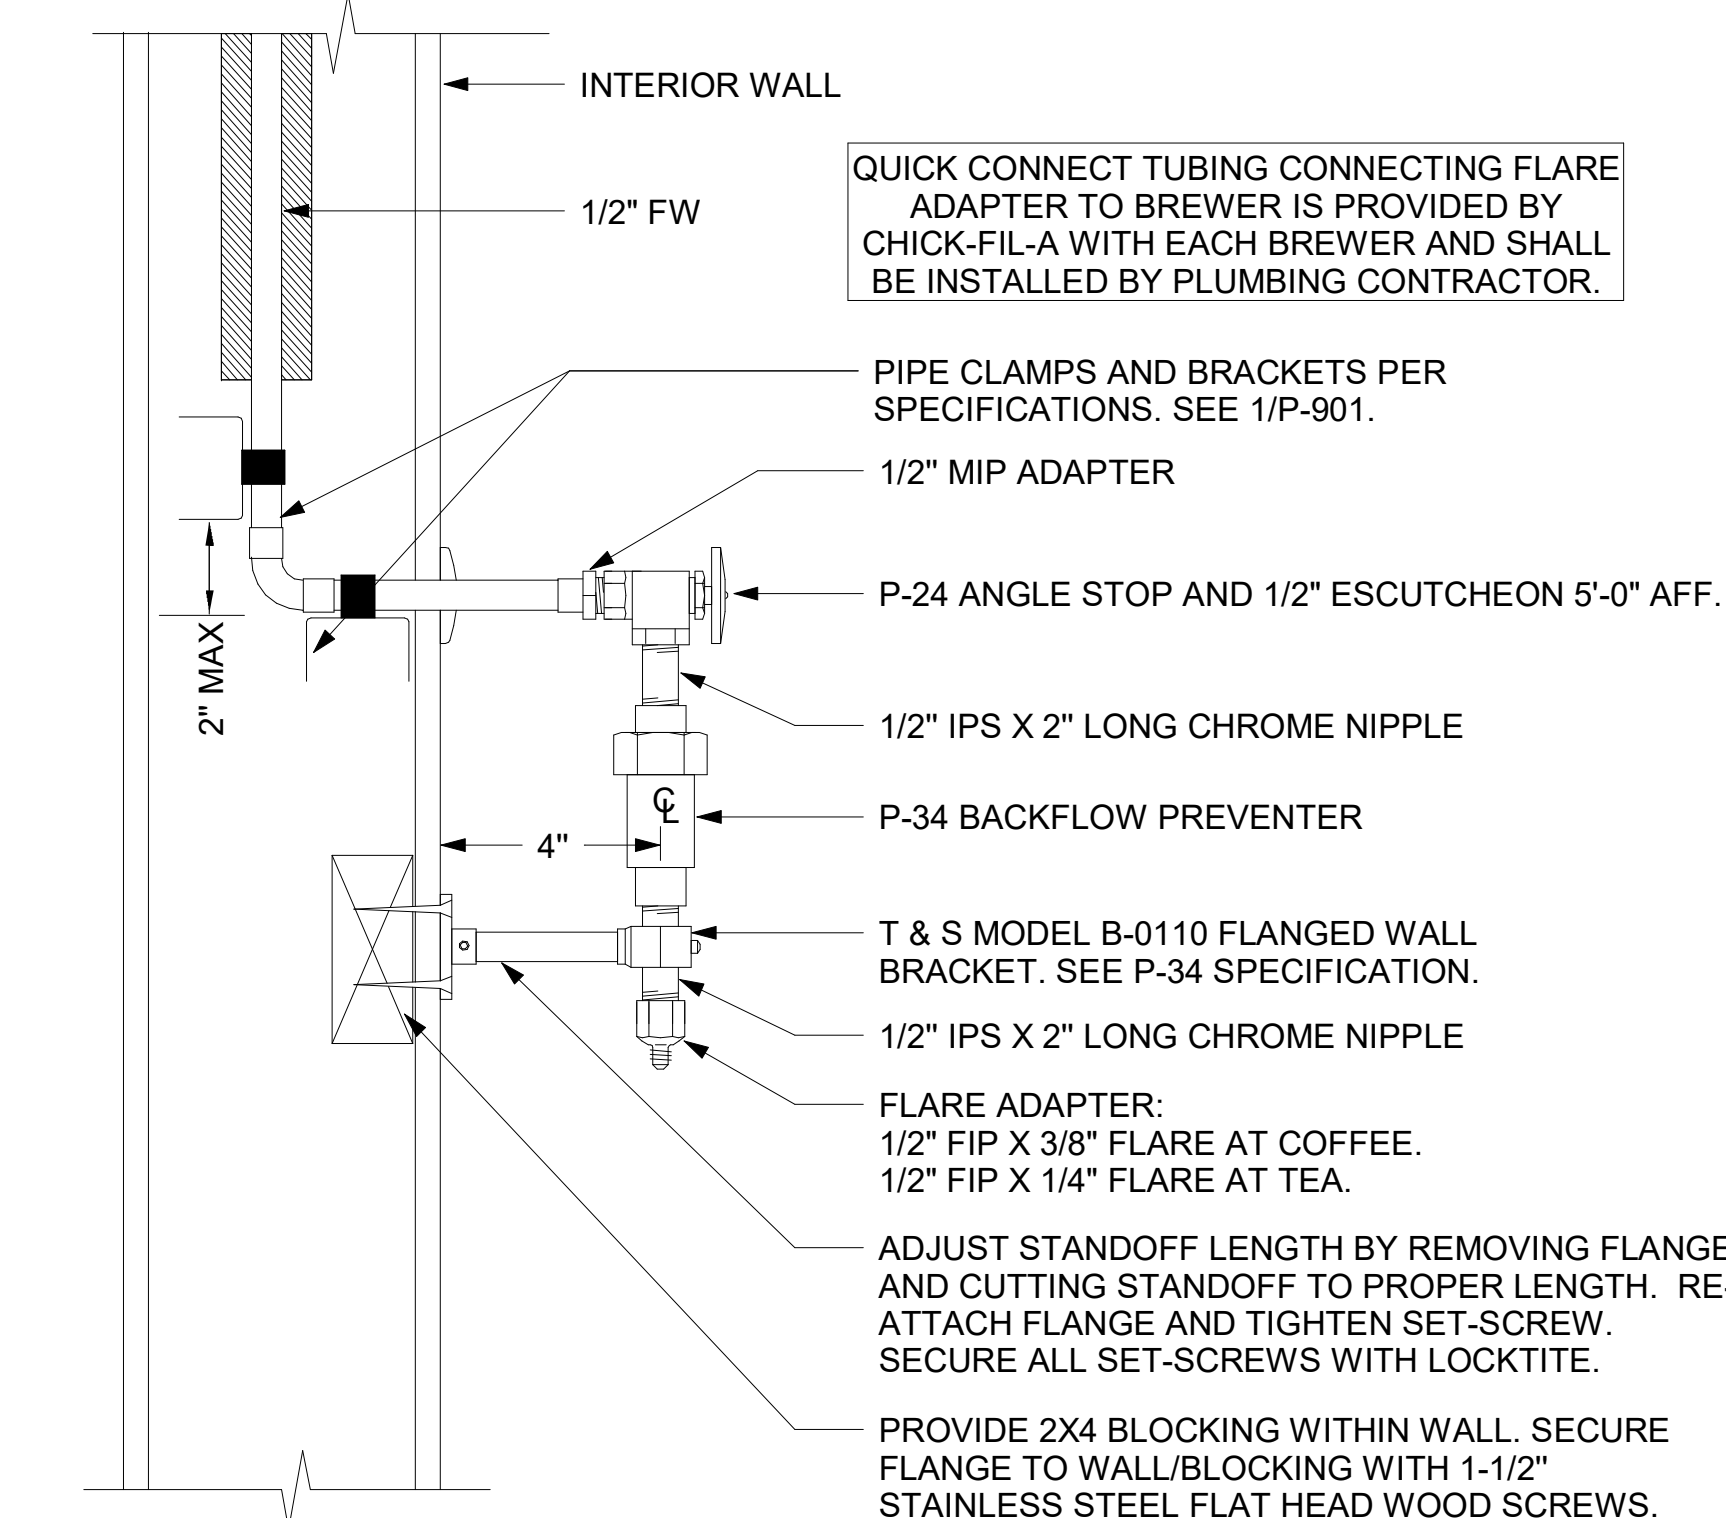 INTERIOR WALL
1/2" FW
QUICK CONNECT TUBING CONNECTING FLARE
ADAPTER TO BREWER IS PROVIDED BY
CHICK-FIL-A WITH EACH BREWER AND SHALL
BE INSTALLED BY PLUMBING CONTRACTOR.
PIPE CLAMPS AND BRACKETS PER
SPECIFICATIONS. SEE 1/P-901.
1/2" MIP ADAPTER
P-24 ANGLE STOP AND 1/2" ESCUTCHEON 5'-0" AFF.
2" MAX
1/2" IPS X 2" LONG CHROME NIPPLE
℄
P-34 BACKFLOW PREVENTER
4"
T & S MODEL B-0110 FLANGED WALL
BRACKET. SEE P-34 SPECIFICATION.
1/2" IPS X 2" LONG CHROME NIPPLE
FLARE ADAPTER:
1/2" FIP X 3/8" FLARE AT COFFEE.
1/2" FIP X 1/4" FLARE AT TEA.
ADJUST STANDOFF LENGTH BY REMOVING FLANGE
AND CUTTING STANDOFF TO PROPER LENGTH. RE-
ATTACH FLANGE AND TIGHTEN SET-SCREW.
SECURE ALL SET-SCREWS WITH LOCKTITE.
PROVIDE 2X4 BLOCKING WITHIN WALL. SECURE
FLANGE TO WALL/BLOCKING WITH 1-1/2"
STAINLESS STEEL FLAT HEAD WOOD SCREWS.